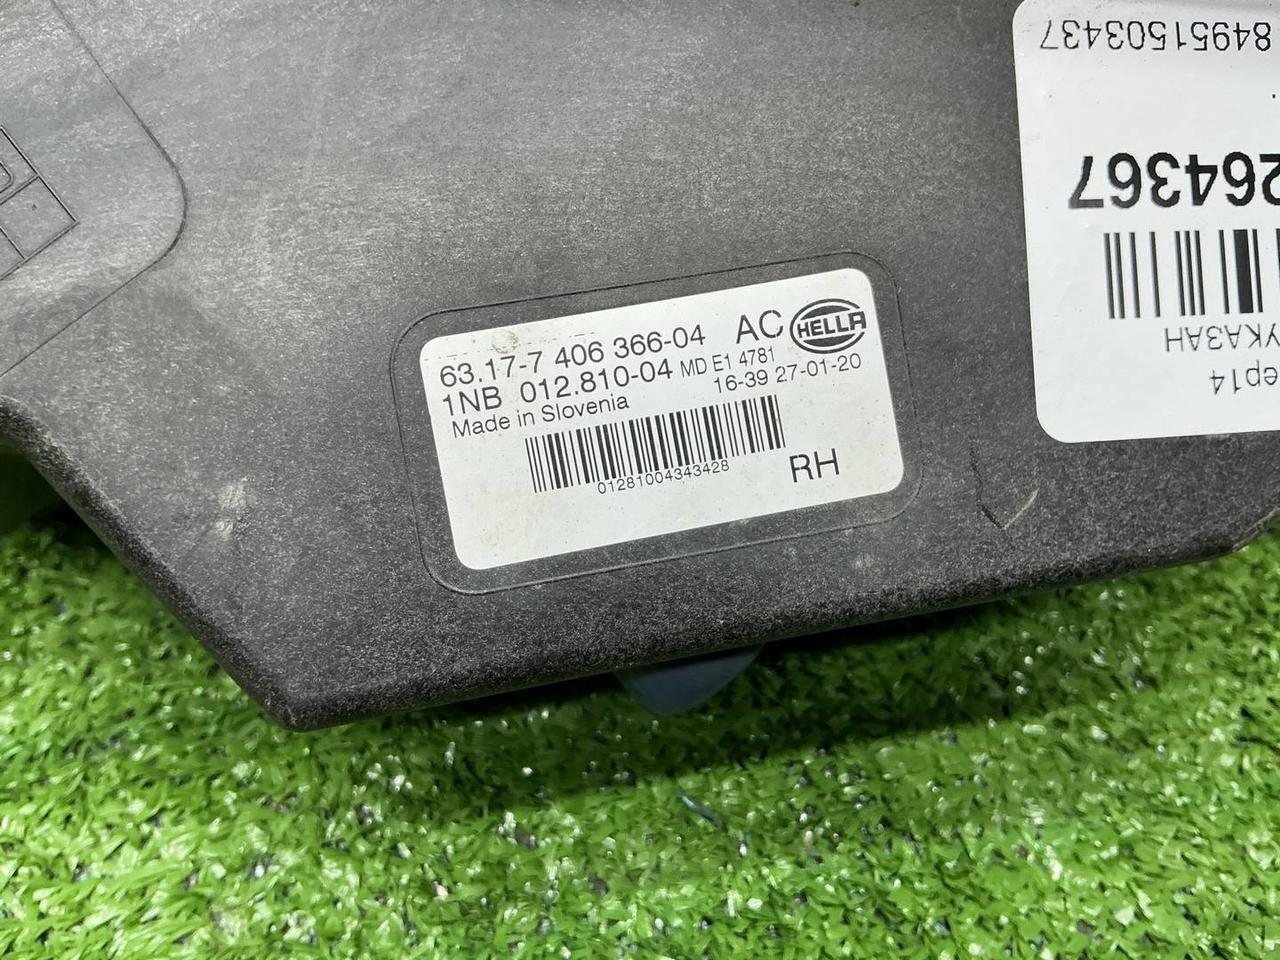 63.17-7 406 366-04 AC HELLA
1NB 012.810-04 MD E1 4781
Made in Slovenia 16-39 27-01-20
01281004343428
RH
84951503437
264367
УКАЗАН
ер14